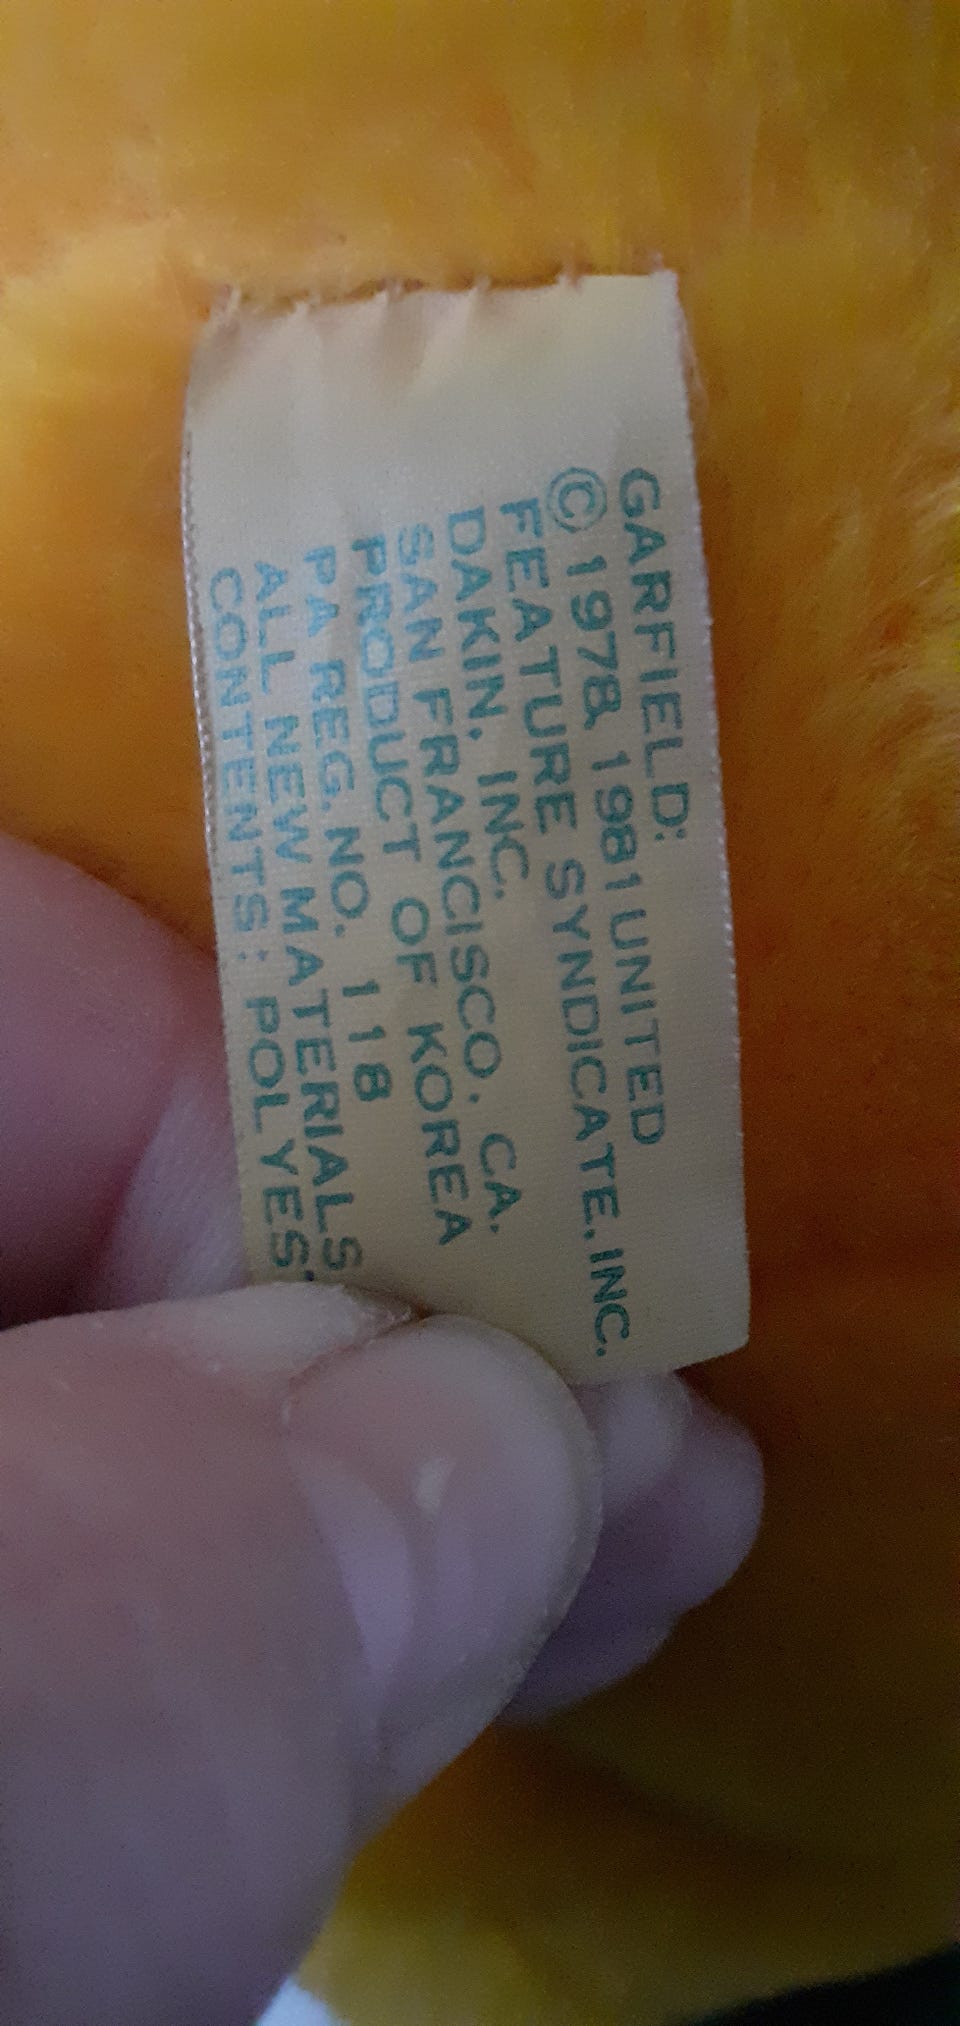 GARFIELD:
© 1978, 1981 UNITED
FEATURE SYNDICATE, INC.
DAKIN, INC.
SAN FRANCISCO, CA.
PRODUCT OF KOREA
PA REG. NO. 118
ALL NEW MATERIALS
CONTENTS: POLYES